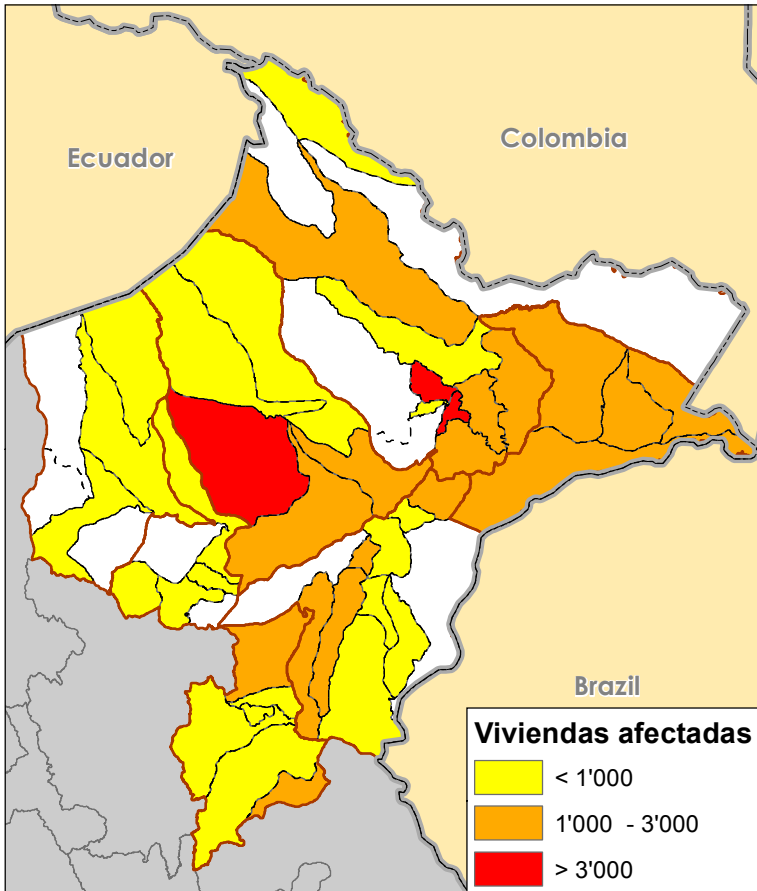 Ecuador
Colombia
Brazil
Viviendas afectadas
< 1'000
1'000 - 3'000
> 3'000